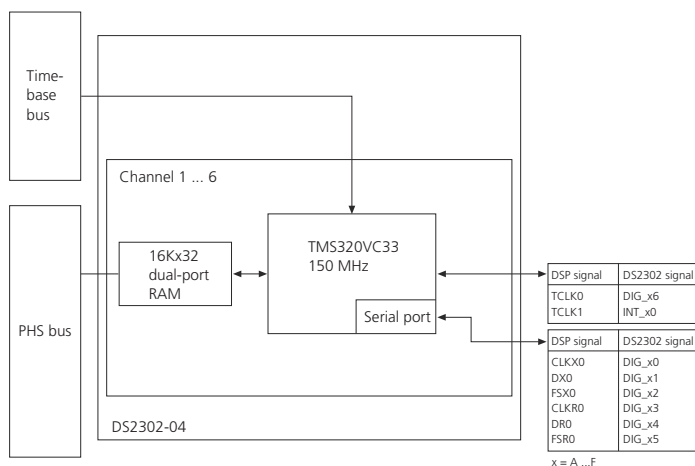 Time-
base
bus
Channel 1 ... 6
16Kx32
dual-port
RAM
TMS320VC33
150 MHz
Serial port
PHS bus
DS2302-04
DSP signal DS2302 signal
TCLK0 DIG_x6
TCLK1 INT_x0
DSP signal DS2302 signal
CLKX0 DIG_x0
DX0 DIG_x1
FSX0 DIG_x2
CLKR0 DIG_x3
DR0 DIG_x4
FSR0 DIG_x5
x = A ...F